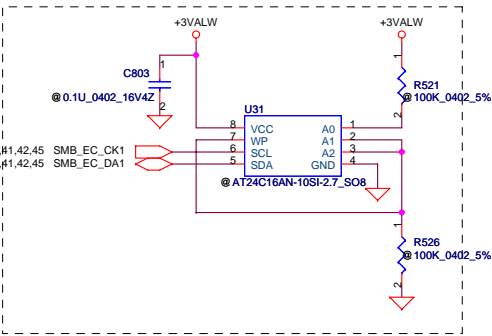 +3VALW
+3VALW
C803
1
2
@ 0.1U_0402_16V4Z
1
R521
@ 100K_0402_5%
2
U31
8 VCC A0 1
7 WP A1 2
41,42,45 SMB_EC_CK1 6 SCL A2 3
41,42,45 SMB_EC_DA1 5 SDA GND 4
@ AT24C16AN-10SI-2.7_SO8
1
R526
@ 100K_0402_5%
2